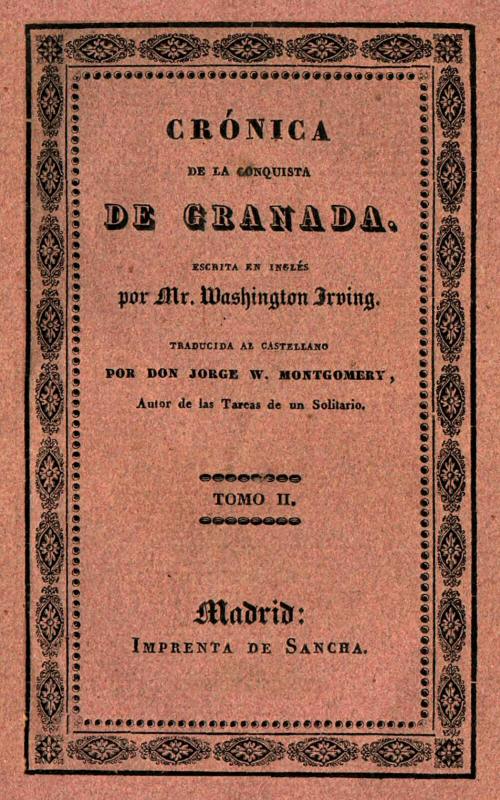 CRÓNICA
DE LA CONQUISTA
DE GRANADA.
ESCRITA EN INGLÉS
por Mr. Washington Irving.
TRADUCIDA AL CASTELLANO
POR DON JORGE W. MONTGOMERY,
Autor de las Tareas de un Solitario.
TOMO II.
Madrid:
IMPRENTA DE SANCHA.